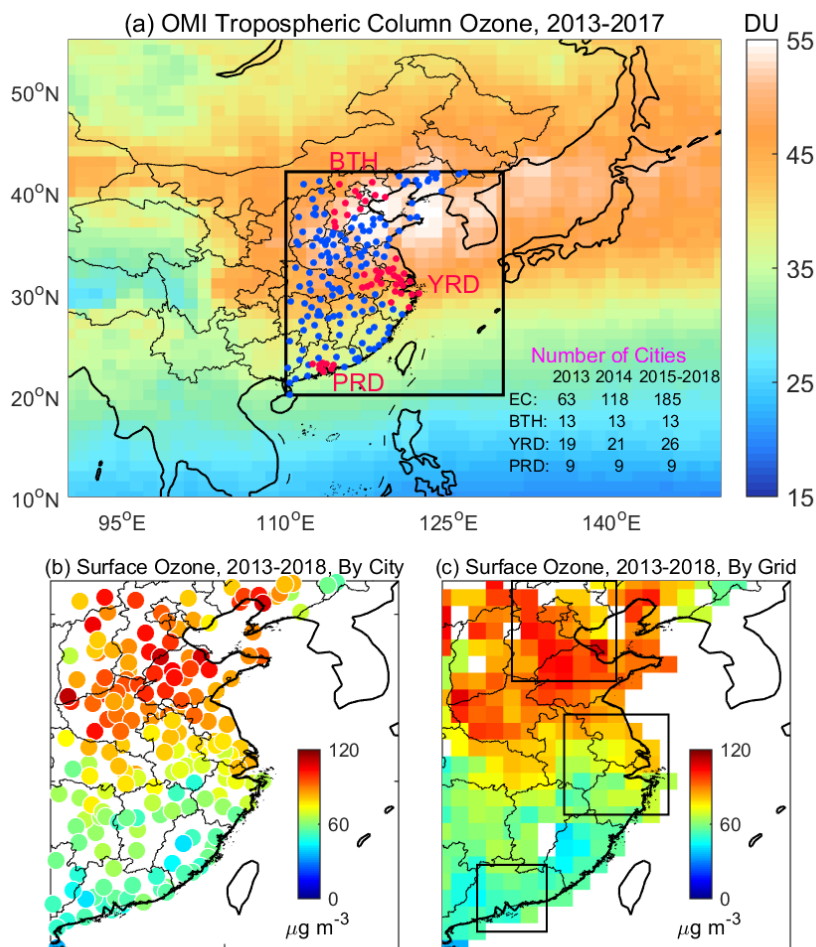 (a) OMI Tropospheric Column Ozone, 2013-2017
DU
55
50°N
BTH
45
40°N
35
30°N
YRD
Number of Cities
25
2013 2014 2015-2018
20°N
PRD
EC: 63 118 185
BTH: 13 13 13
YRD: 19 21 26
PRD: 9 9 9
10°N
15
95°E 110°E 125°E 140°E
(b) Surface Ozone, 2013-2018, By City
(c) Surface Ozone, 2013-2018, By Grid
120
60
0
μg m-3
120
60
0
μg m-3